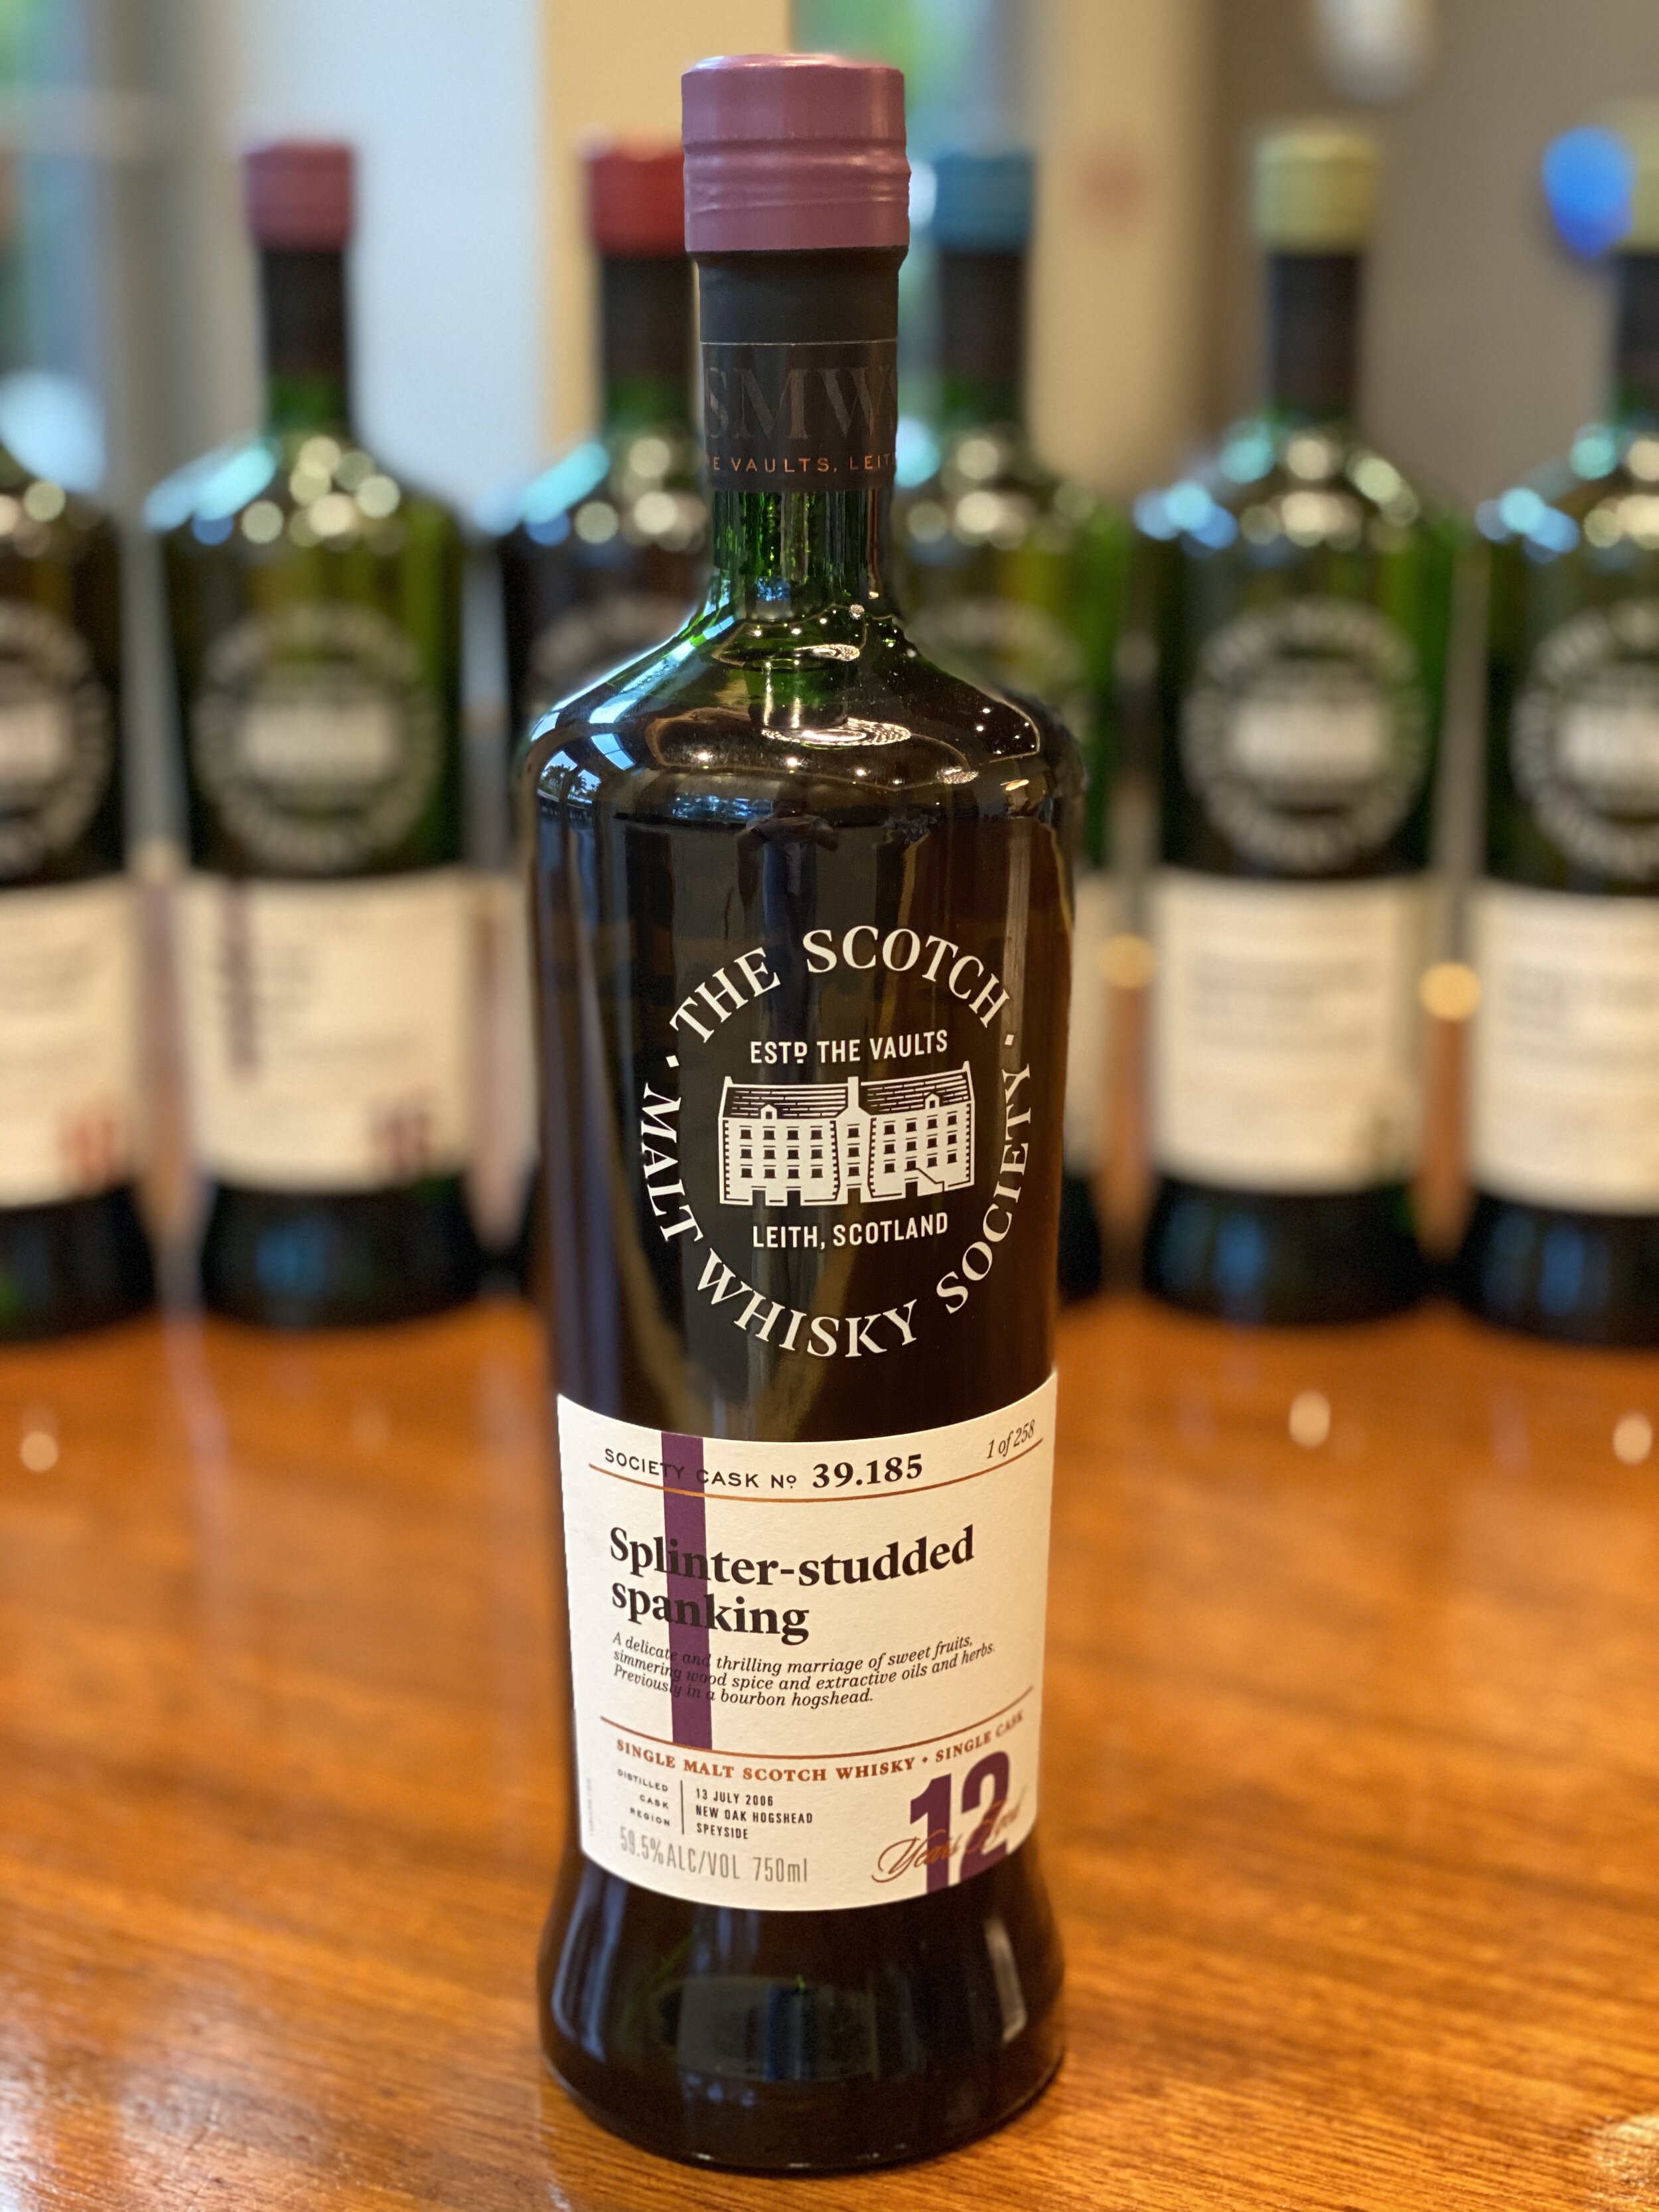 SMWS
E VAULTS, LEIT
· THE SCOTCH ·
MALT WHISKY SOCIETY
ESTD THE VAULTS
LEITH, SCOTLAND
SOCIETY CASK Nº 39.185
1 of 258
Splinter-studded
spanking
A delicate and thrilling marriage of sweet fruits,
simmering wood spice and extractive oils and herbs.
Previously in a bourbon hogshead.
SINGLE MALT SCOTCH WHISKY • SINGLE CASK
DISTILLED 13 JULY 2006
CASK NEW OAK HOGSHEAD
REGION SPEYSIDE
59.5%ALC/VOL 750ml
12
Years Aged